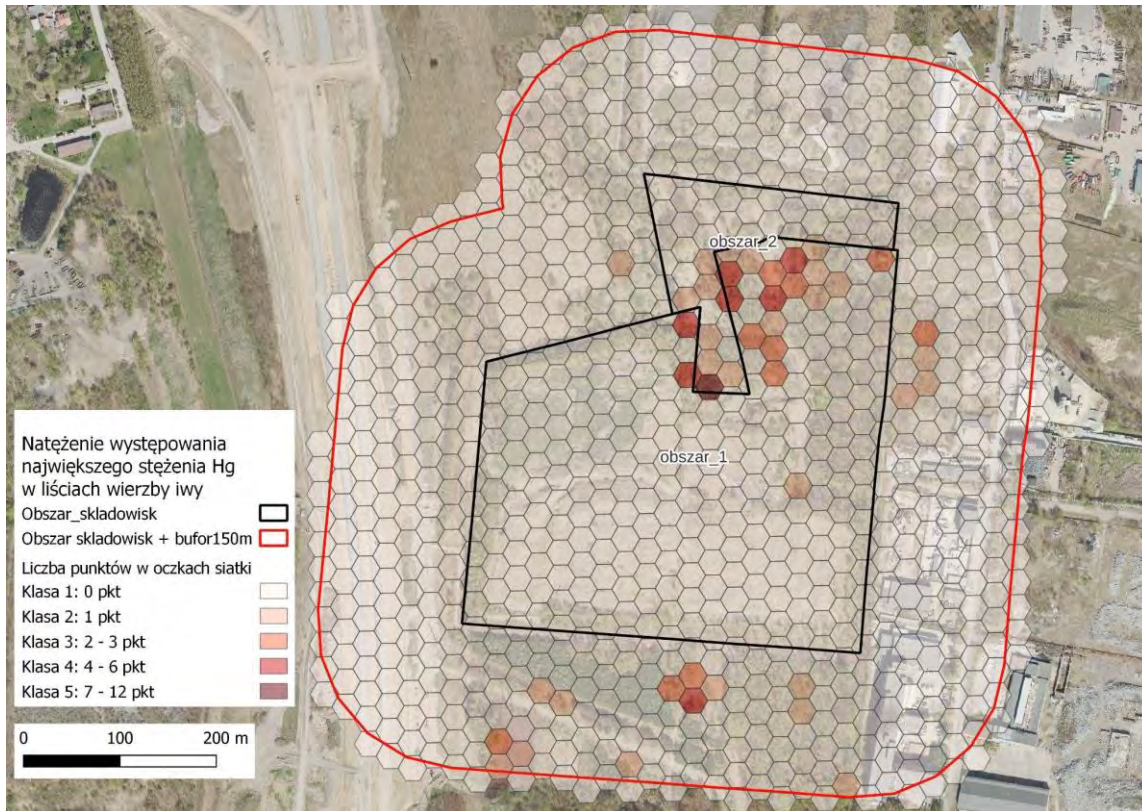 obszar_2
obszar_1
Natężenie występowania
największego stężenia Hg
w liściach wierzby iwy
Obszar_skladowisk
Obszar skladowisk + bufor150m
Liczba punktów w oczkach siatki
Klasa 1: 0 pkt
Klasa 2: 1 pkt
Klasa 3: 2 - 3 pkt
Klasa 4: 4 - 6 pkt
Klasa 5: 7 - 12 pkt
0 100 200 m